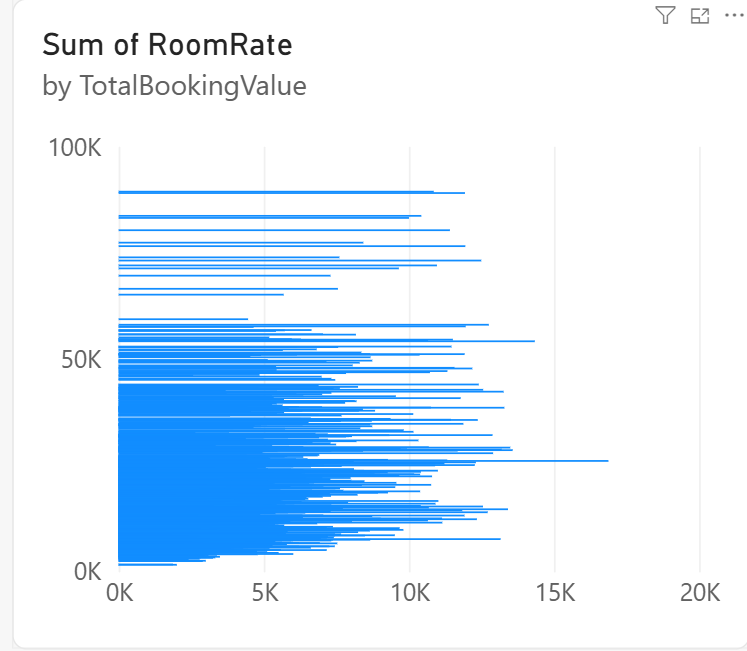 Sum of RoomRate
by TotalBookingValue
100K
50K
0K
0K 5K 10K 15K 20K